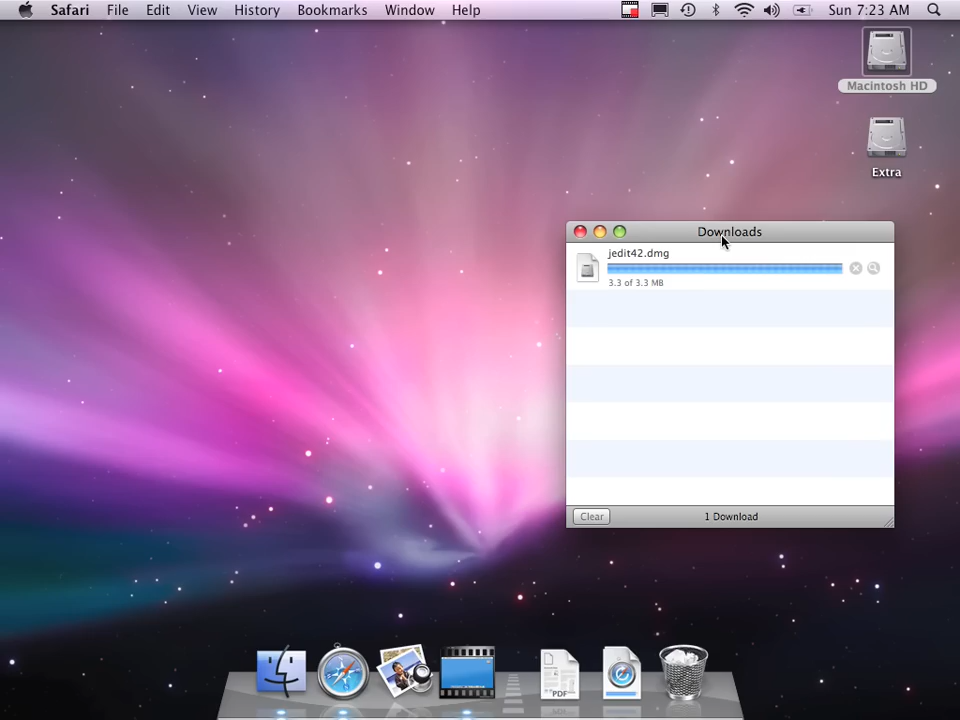 Safari File Edit View History Bookmarks Window Help Sun 7:23 AM
Macintosh HD
Extra
Downloads
jedit42.dmg
3.3 of 3.3 MB
Clear 1 Download
PDF